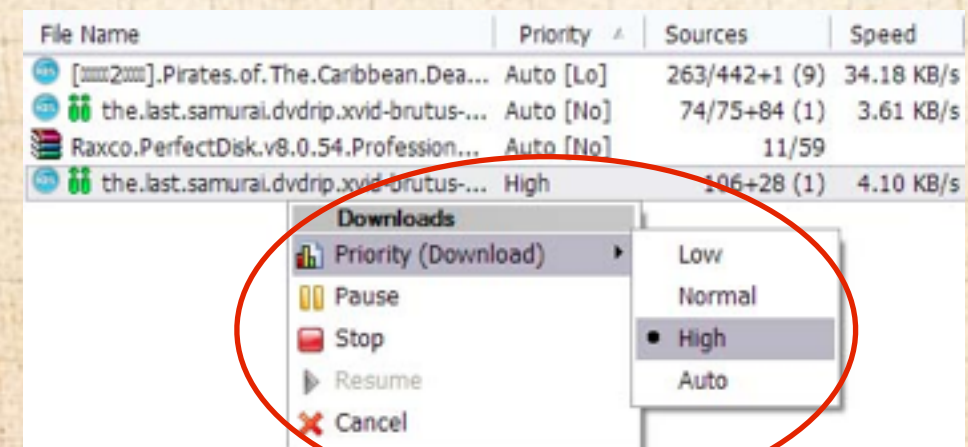 File Name Priority Sources Speed
[□□□□2□□□□].Pirates.of.The.Caribbean.Dea... Auto [Lo] 263/442+1 (9) 34.18 KB/s
the.last.samurai.dvdrip.xvid-brutus-... Auto [No] 74/75+84 (1) 3.61 KB/s
Raxco.PerfectDisk.v8.0.54.Profession... Auto [No] 11/59
the.last.samurai.dvdrip.xvid-brutus-... High 106+28 (1) 4.10 KB/s
Downloads
Priority (Download) Low
Pause Normal
Stop High
Resume Auto
Cancel